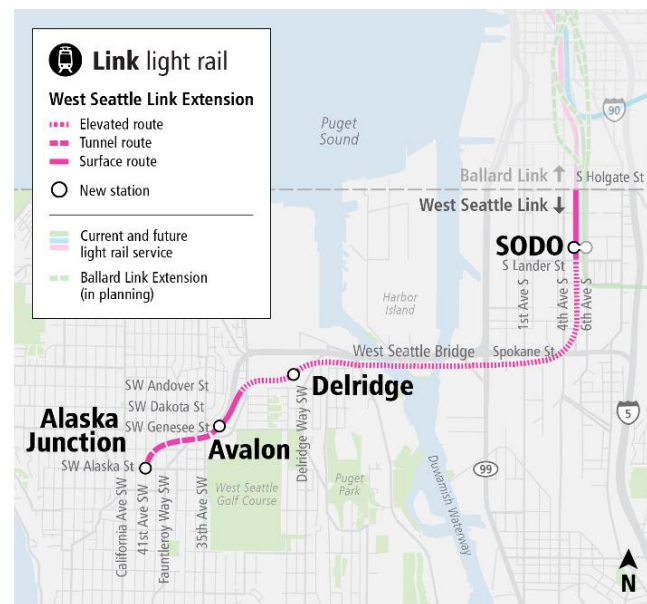 Link light rail
West Seattle Link Extension
Elevated route
Tunnel route
Surface route
New station
Current and future
light rail service
Ballard Link Extension
(in planning)
Puget
Sound
90
Ballard Link ↑
S Holgate St
West Seattle Link ↓
SODO
S Lander St
1st Ave S
4th Ave S
6th Ave S
Harbor
Island
West Seattle Bridge
Spokane St
Delridge
SW Andover St
SW Dakota St
SW Genesee St
Alaska
Junction
Avalon
SW Alaska St
Delridge Way SW
5
California Ave SW
41st Ave SW
Fauntleroy Way SW
35th Ave SW
West Seattle
Golf Course
Puget
Park
Duwamish Waterway
99
N